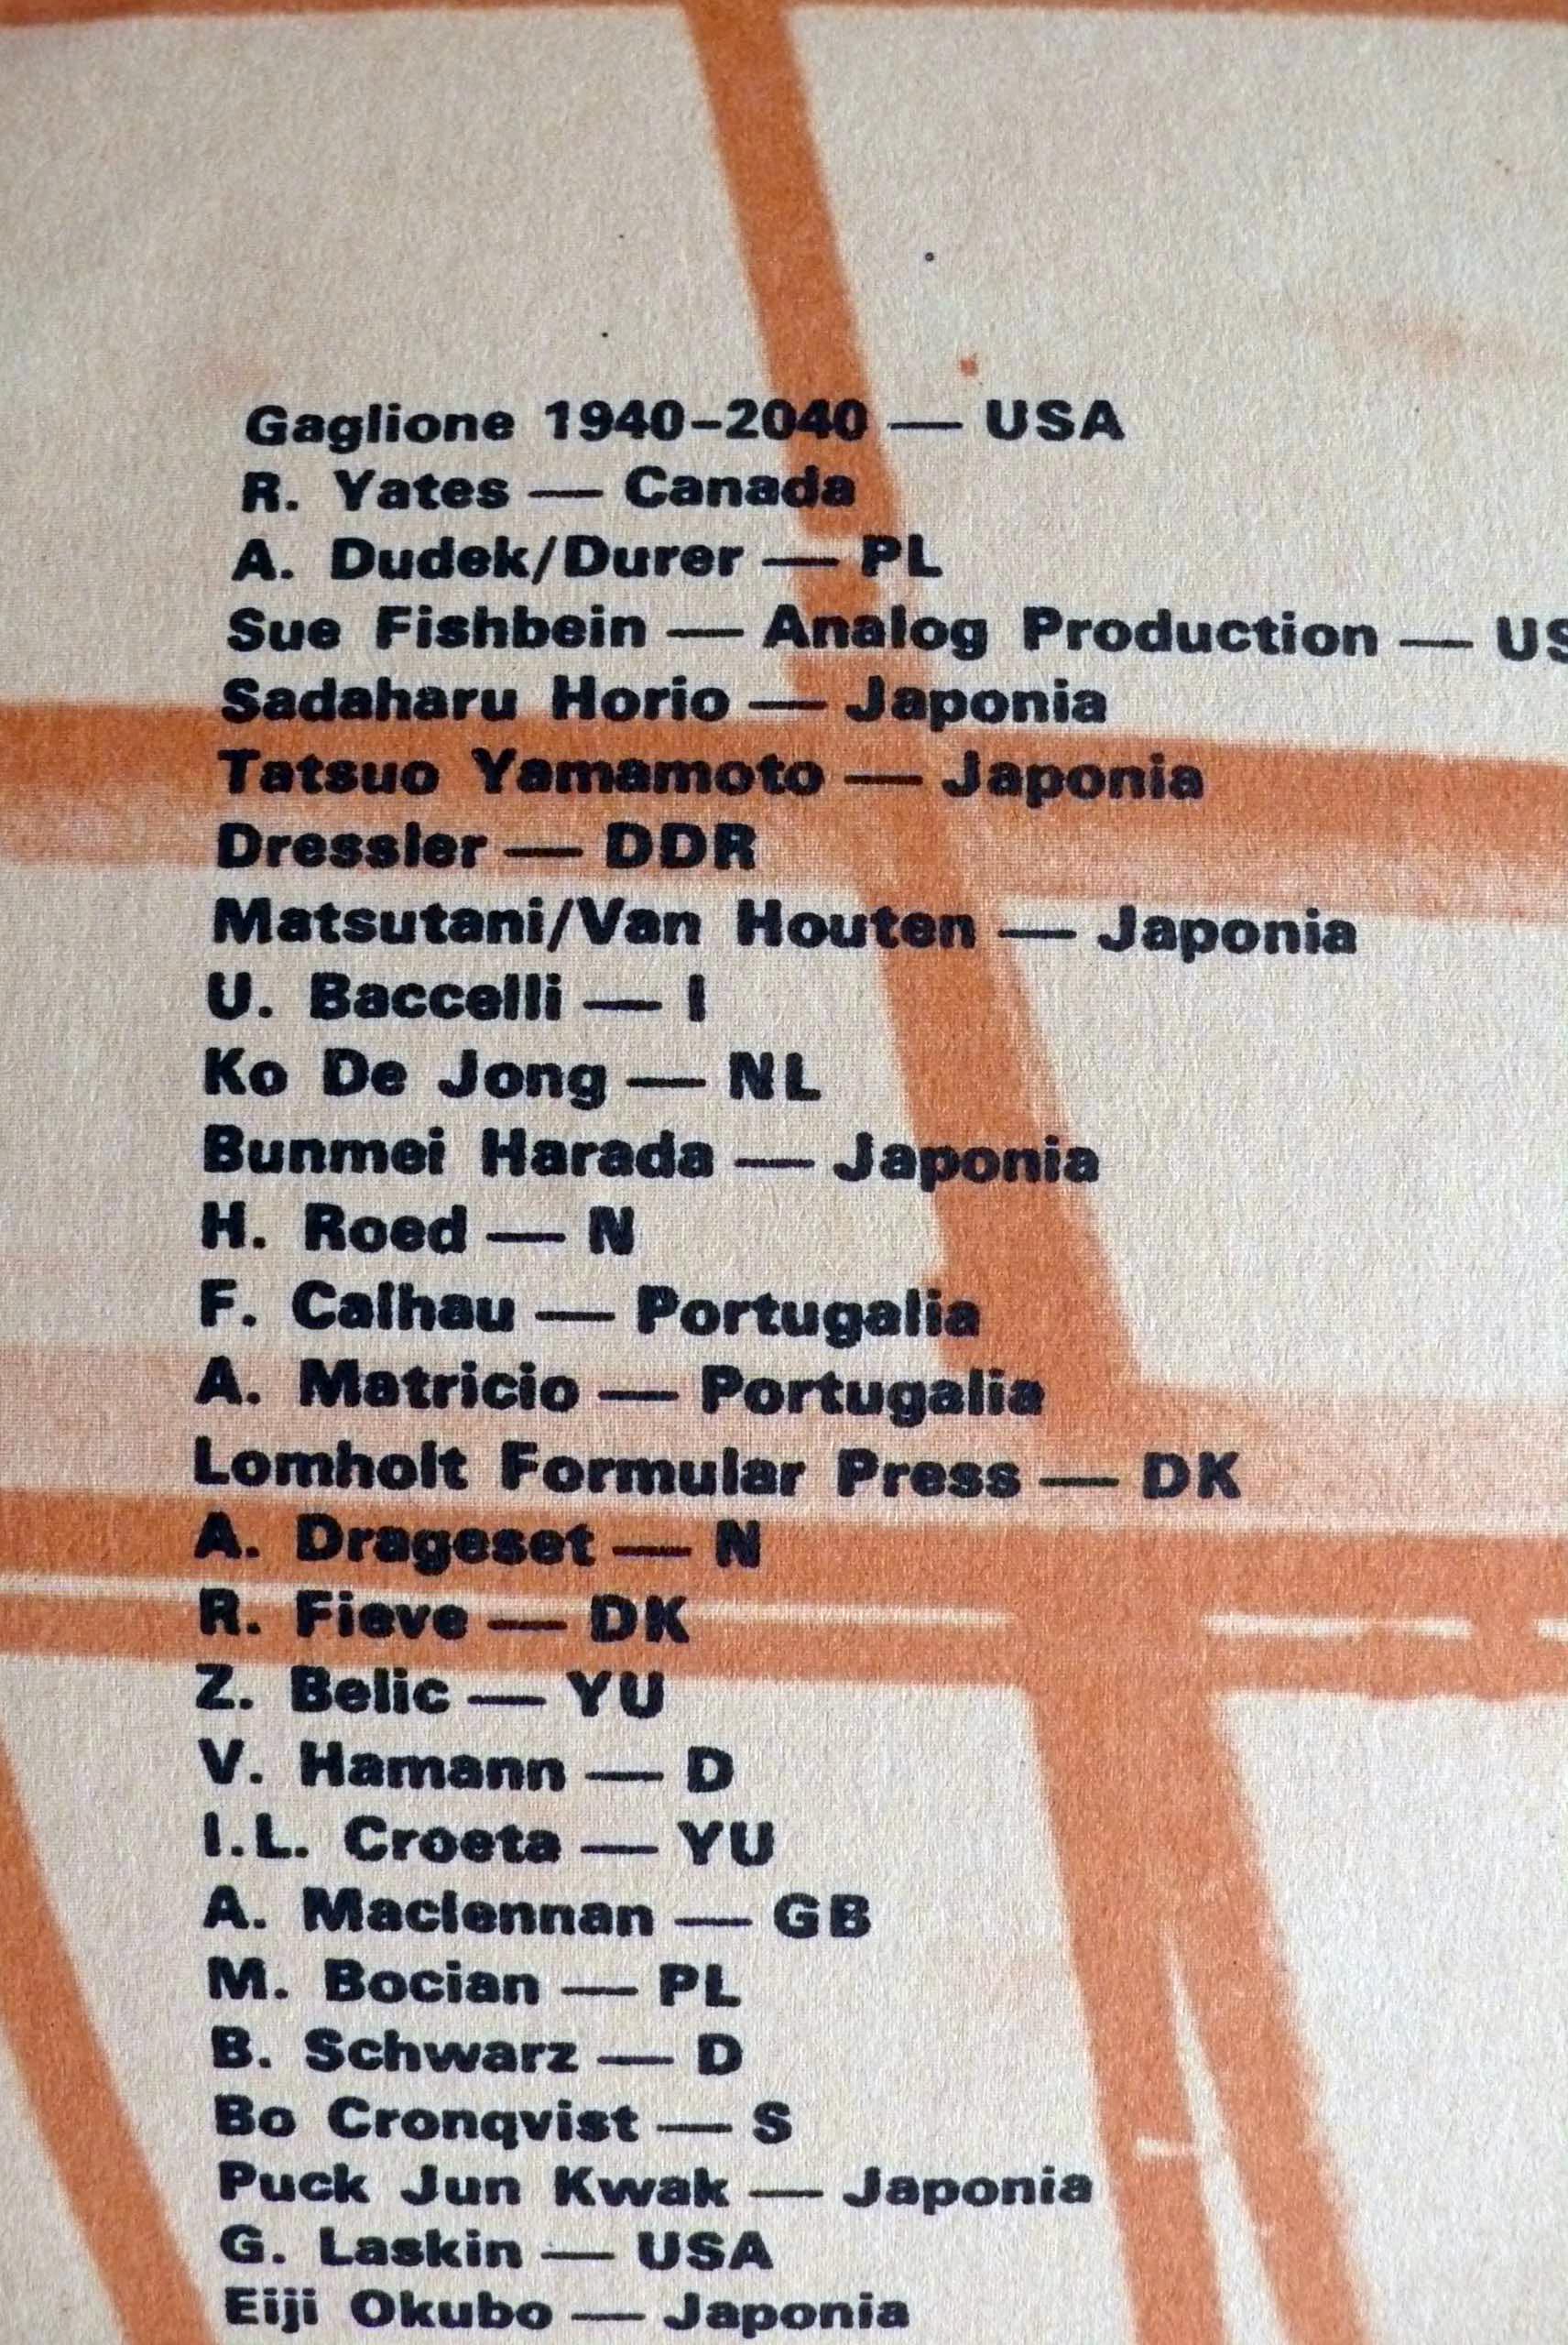 Gaglione 1940–2040 — USA
R. Yates — Canada
A. Dudek/Durer — PL
Sue Fishbein — Analog Production — US
Sadaharu Horio — Japonia
Tatsuo Yamamoto — Japonia
Dressler — DDR
Matsutani/Van Houten — Japonia
U. Baccelli — I
Ko De Jong — NL
Bunmei Harada — Japonia
H. Roed — N
F. Calhau — Portugalia
A. Matricio — Portugalia
Lomholt Formular Press — DK
A. Drageset — N
R. Fieve — DK
Z. Belic — YU
V. Hamann — D
I.L. Croeta — YU
A. Maclennan — GB
M. Bocian — PL
B. Schwarz — D
Bo Cronqvist — S
Puck Jun Kwak — Japonia
G. Laskin — USA
Eiji Okubo — Japonia